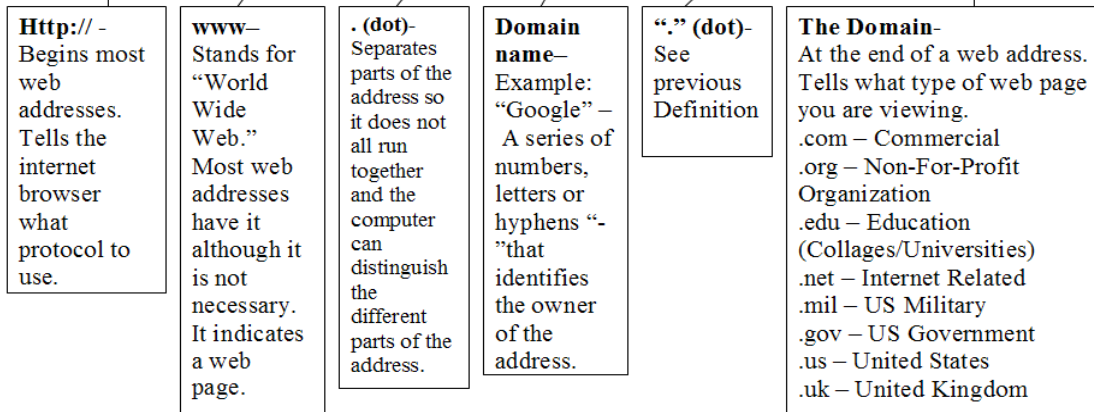 Http:// -
Begins most
web
addresses.
Tells the
internet
browser
what
protocol to
use.
www–
Stands for
“World
Wide
Web.”
Most web
addresses
have it
although it
is not
necessary.
It indicates
a web
page.
. (dot)-
Separates
parts of the
address so
it does not
all run
together
and the
computer
can
distinguish
the
different
parts of the
address.
Domain
name–
Example:
“Google” –
A series of
numbers,
letters or
hyphens “-
”that
identifies
the owner
of the
address.
“.” (dot)-
See
previous
Definition
The Domain-
At the end of a web address.
Tells what type of web page
you are viewing.
.com – Commercial
.org – Non-For-Profit
Organization
.edu – Education
(Collages/Universities)
.net – Internet Related
.mil – US Military
.gov – US Government
.us – United States
.uk – United Kingdom